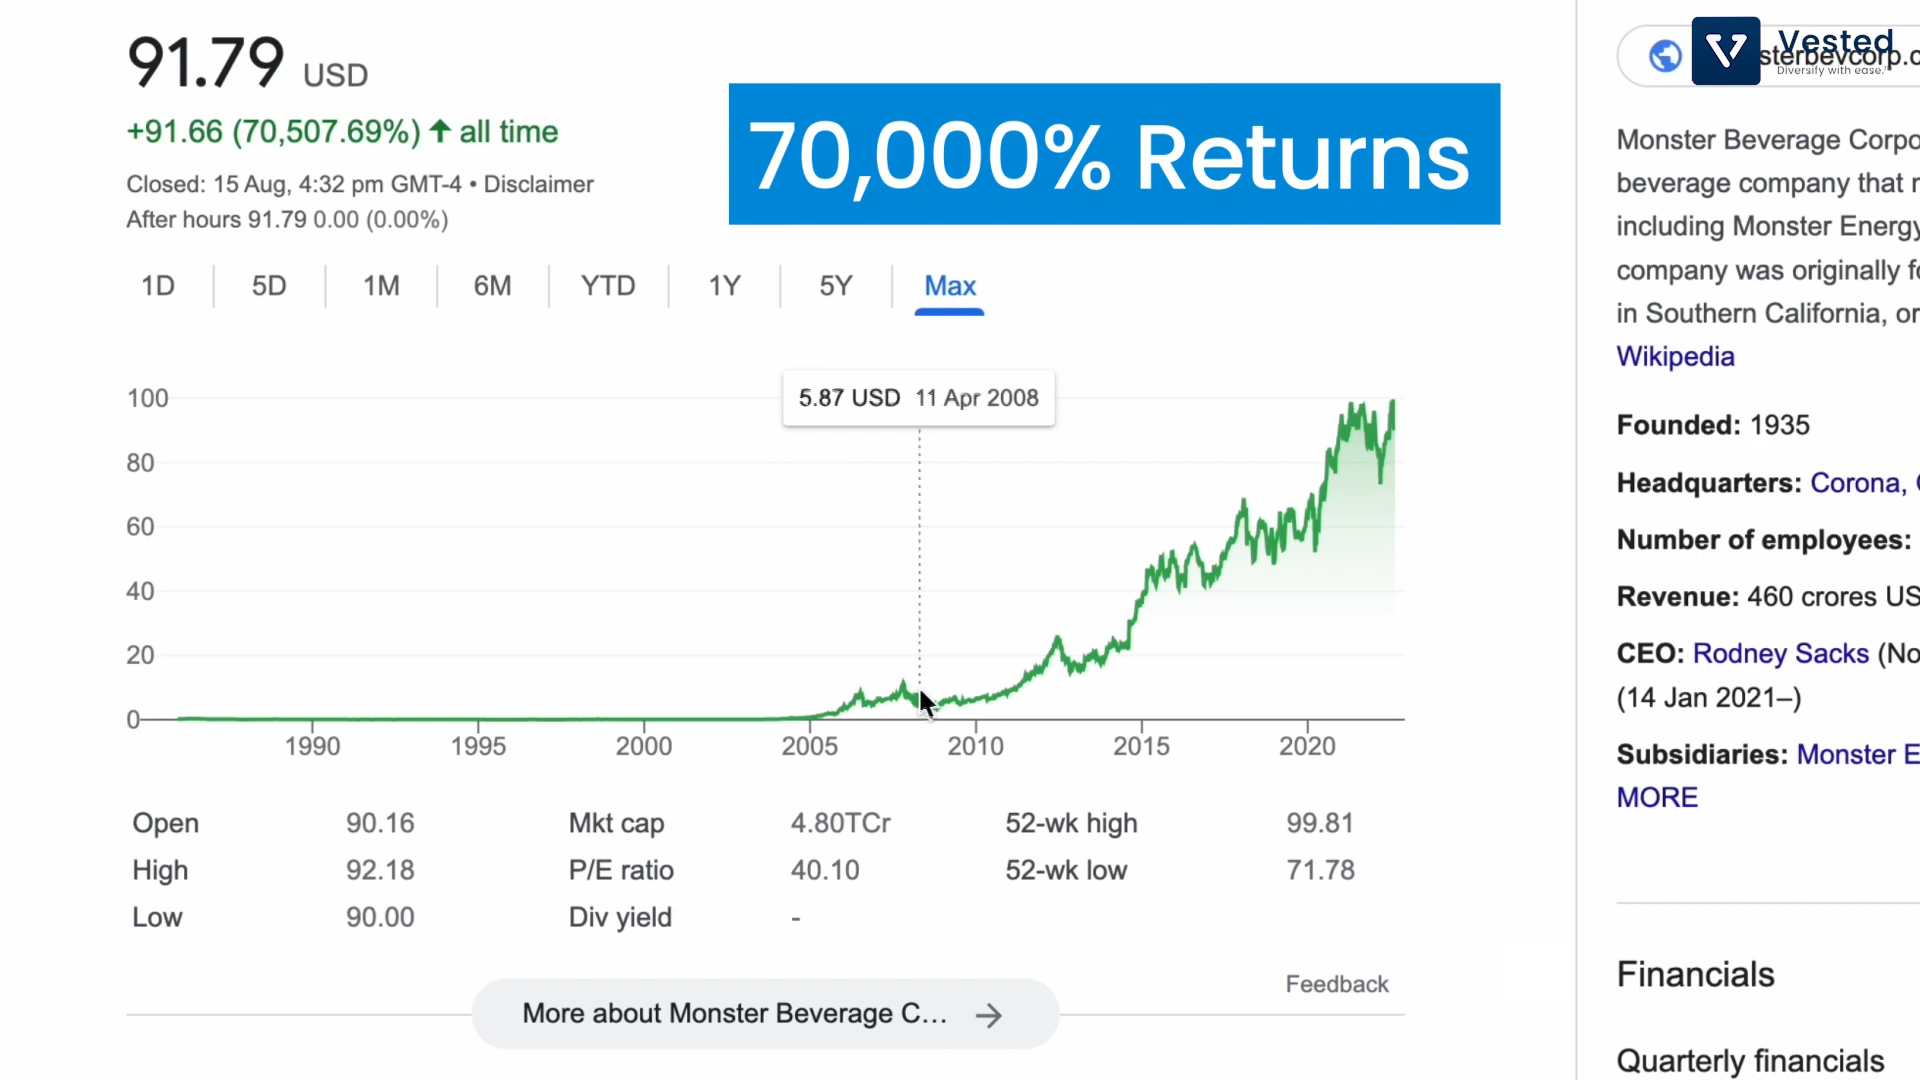 91.79 USD
+91.66 (70,507.69%) ↑ all time
Closed: 15 Aug, 4:32 pm GMT-4 • Disclaimer
After hours 91.79 0.00 (0.00%)
70,000% Returns
1D 5D 1M 6M YTD 1Y 5Y Max
5.87 USD 11 Apr 2008
100
80
60
40
20
0
1990 1995 2000 2005 2010 2015 2020
Open 90.16 Mkt cap 4.80TCr 52-wk high 99.81
High 92.18 P/E ratio 40.10 52-wk low 71.78
Low 90.00 Div yield -
Feedback
More about Monster Beverage C... →
Vested
Diversify with ease.
sterbevcorp.c
Monster Beverage Corpo
beverage company that
including Monster Energy
company was originally
in Southern California, or
Wikipedia
Founded: 1935
Headquarters: Corona,
Number of employees:
Revenue: 460 crores US
CEO: Rodney Sacks (No
(14 Jan 2021–)
Subsidiaries: Monster E
MORE
Financials
Quarterly financials